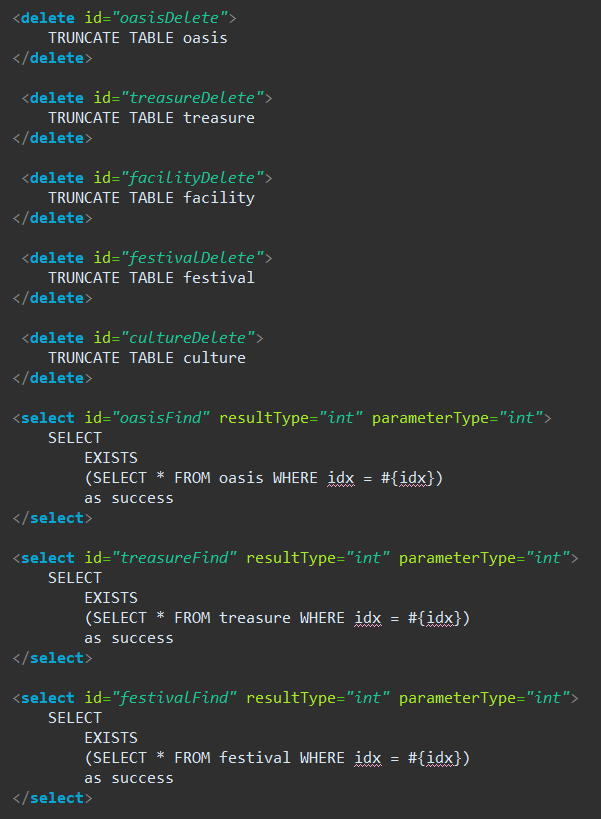 <delete id="oasisDelete">
    TRUNCATE TABLE oasis
</delete>

 <delete id="treasureDelete">
    TRUNCATE TABLE treasure
</delete>

 <delete id="facilityDelete">
    TRUNCATE TABLE facility
</delete>

 <delete id="festivalDelete">
    TRUNCATE TABLE festival
</delete>

 <delete id="cultureDelete">
    TRUNCATE TABLE culture
</delete>

<select id="oasisFind" resultType="int" parameterType="int">
    SELECT
        EXISTS
        (SELECT * FROM oasis WHERE idx = #{idx})
        as success
</select>

<select id="treasureFind" resultType="int" parameterType="int">
    SELECT
        EXISTS
        (SELECT * FROM treasure WHERE idx = #{idx})
        as success
</select>

<select id="festivalFind" resultType="int" parameterType="int">
    SELECT
        EXISTS
        (SELECT * FROM festival WHERE idx = #{idx})
        as success
</select>